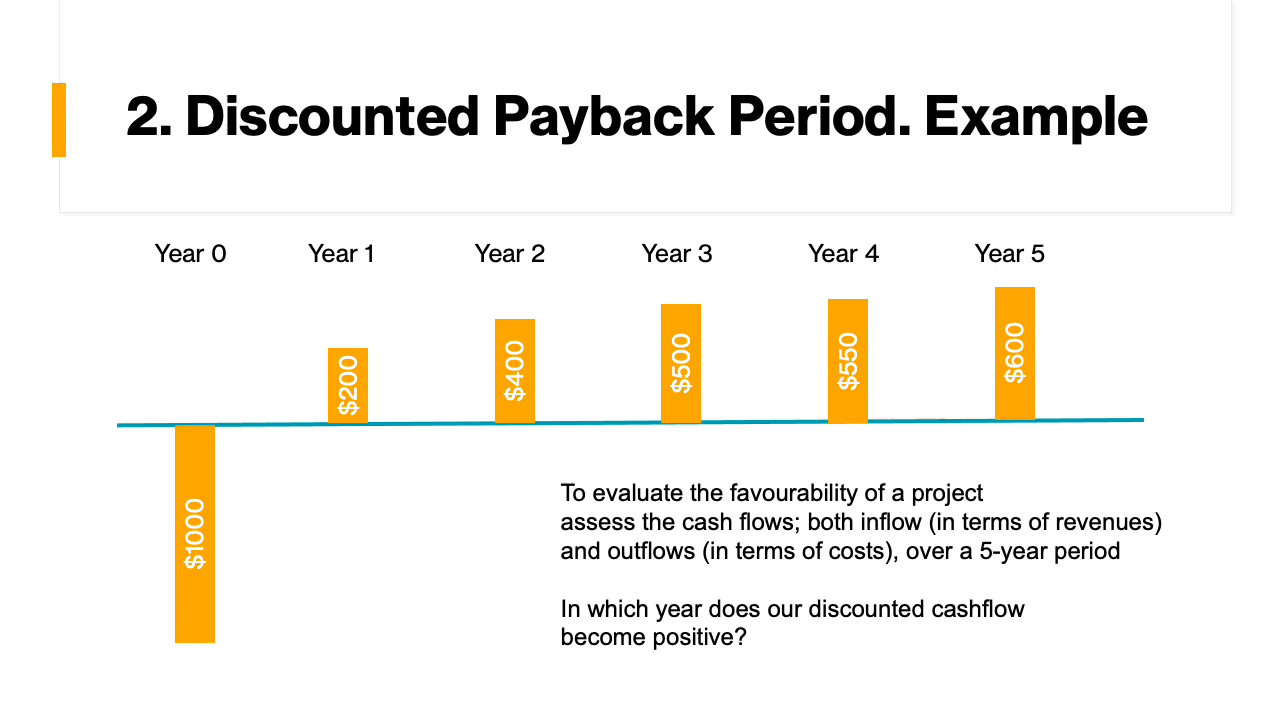 2. Discounted Payback Period. Example
Year 0
Year 1
Year 2
Year 3
Year 4
Year 5
$1000
$200
$400
$500
$550
$600
To evaluate the favourability of a project
assess the cash flows; both inflow (in terms of revenues)
and outflows (in terms of costs), over a 5-year period
In which year does our discounted cashflow
become positive?